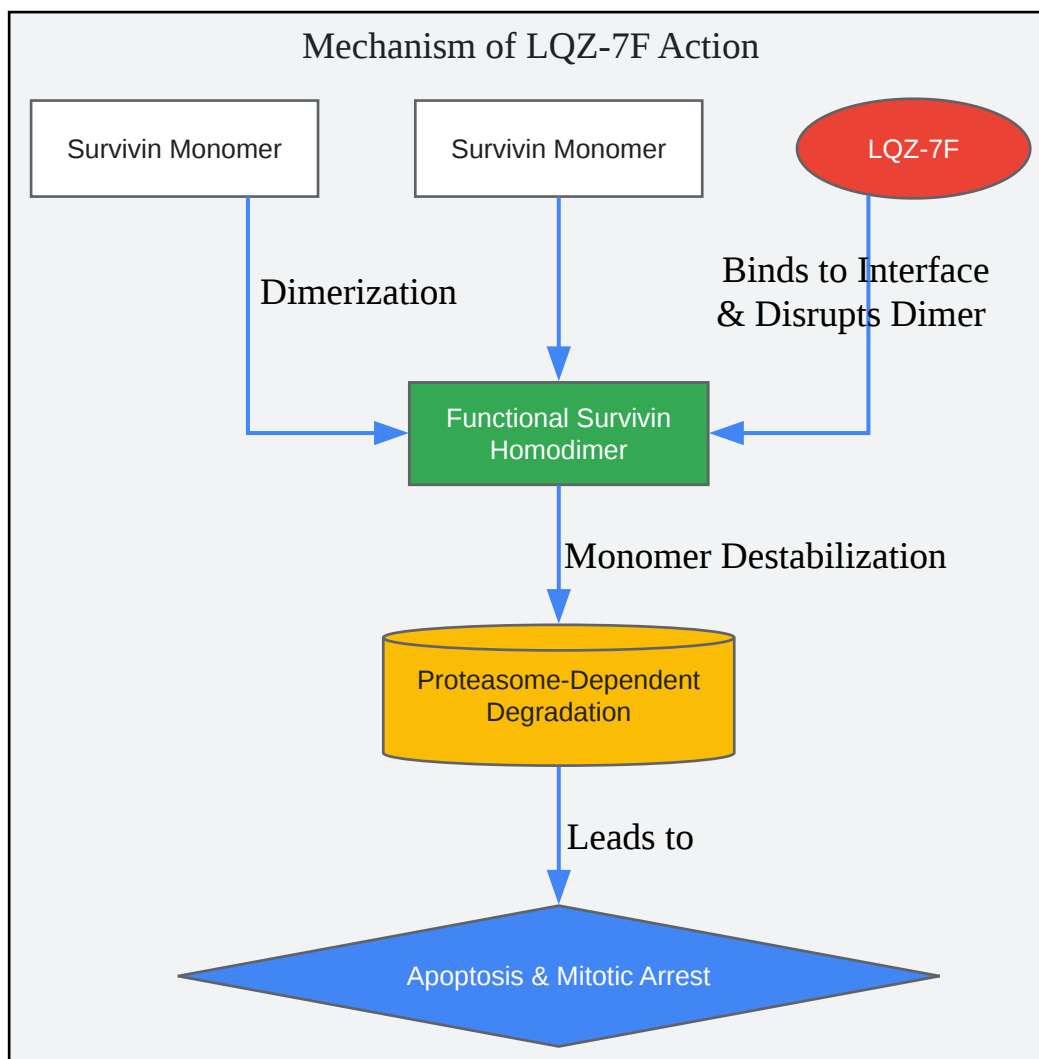 Mechanism of LQZ-7F Action
Survivin Monomer
Survivin Monomer
LQZ-7F
Dimerization
Binds to Interface
& Disrupts Dimer
Functional Survivin
Homodimer
Monomer Destabilization
Proteasome-Dependent
Degradation
Leads to
Apoptosis & Mitotic Arrest